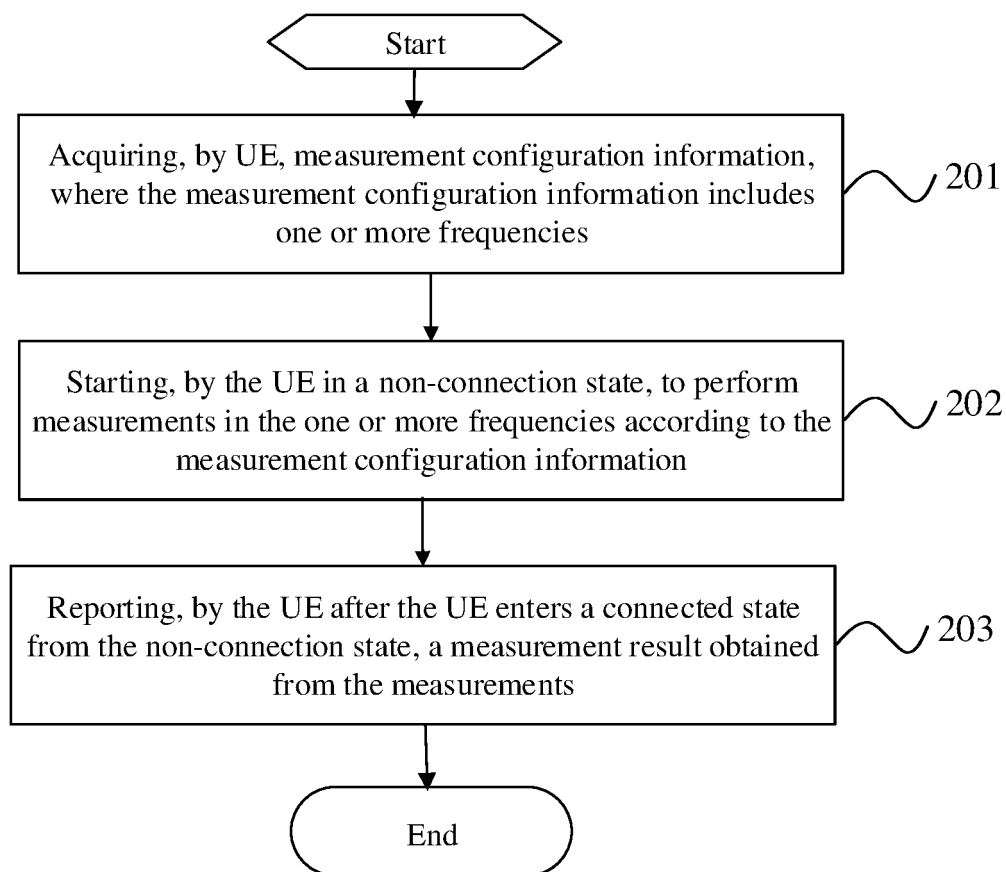 Start
Acquiring, by UE, measurement configuration information,
where the measurement configuration information includes
one or more frequencies
201
Starting, by the UE in a non-connection state, to perform
measurements in the one or more frequencies according to the
measurement configuration information
202
Reporting, by the UE after the UE enters a connected state
from the non-connection state, a measurement result obtained
from the measurements
203
End